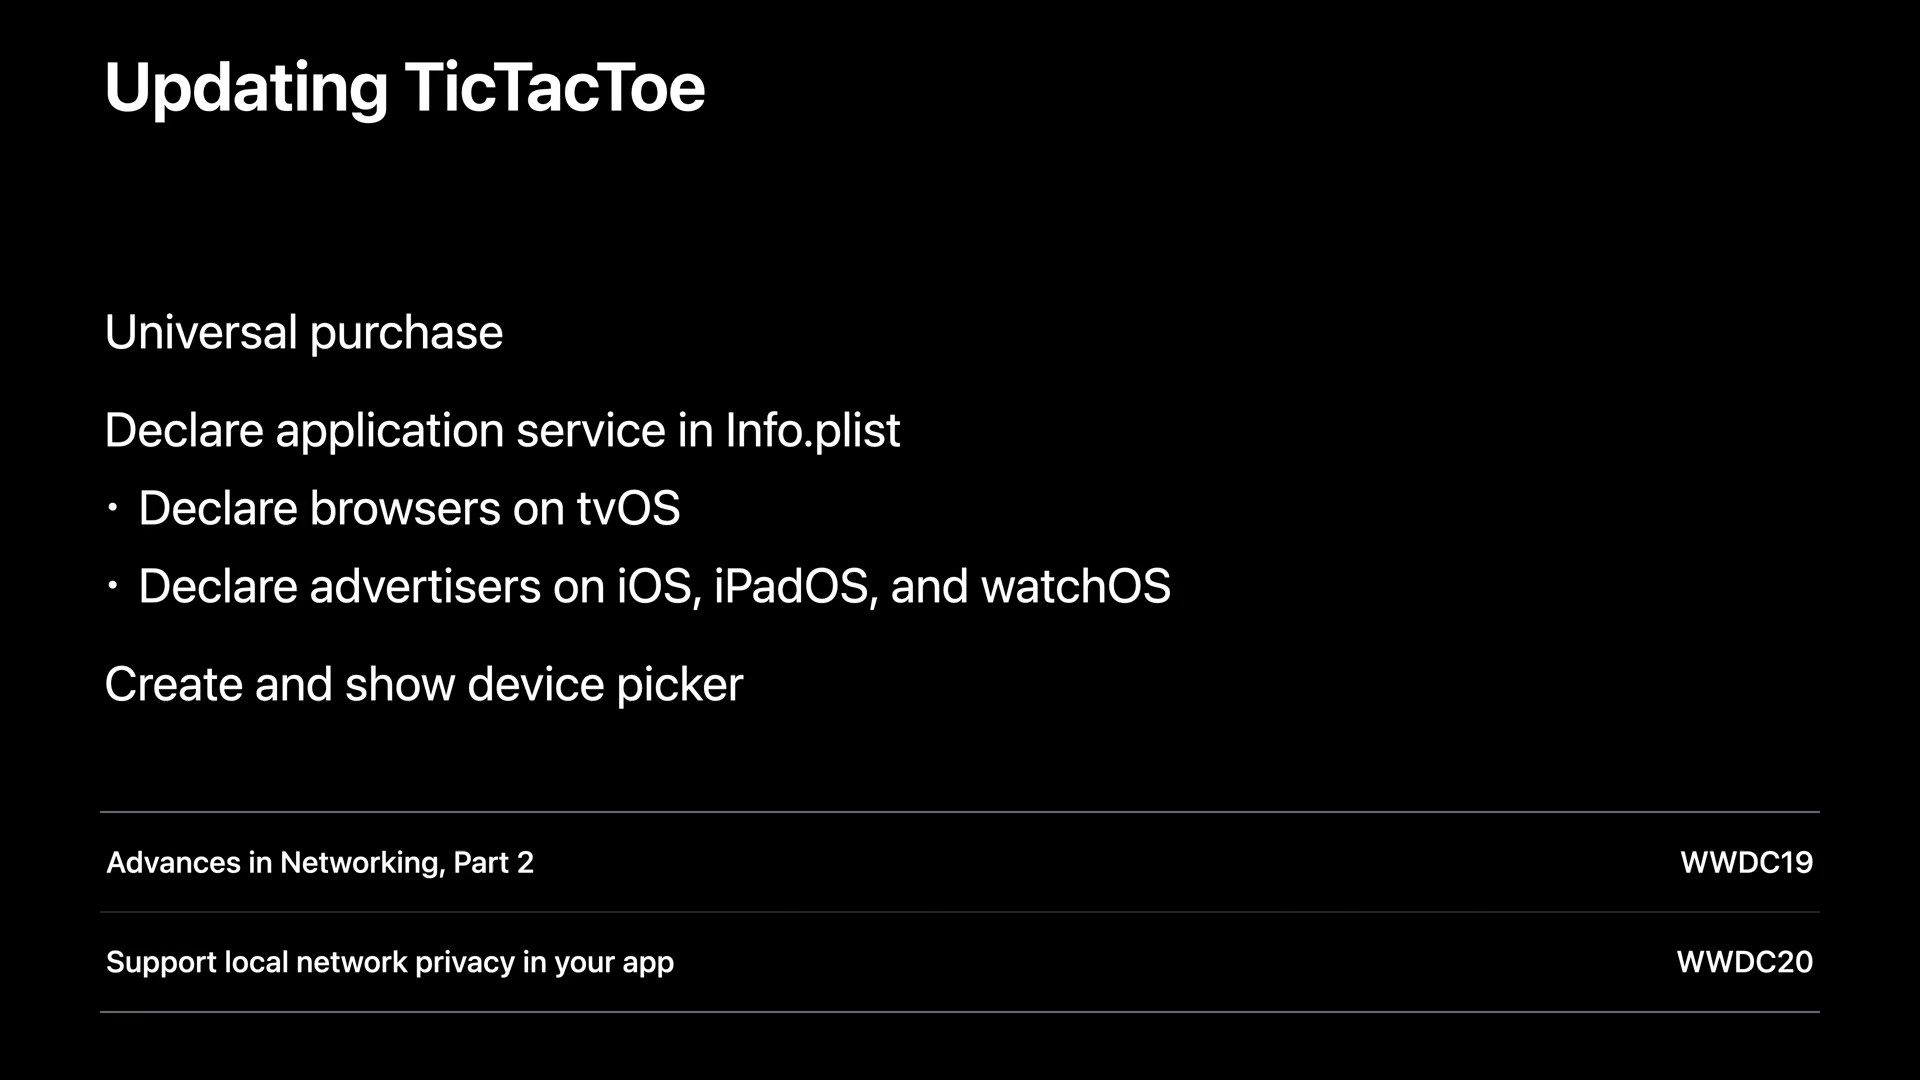 Updating TicTacToe
Universal purchase
Declare application service in Info.plist
• Declare browsers on tvOS
• Declare advertisers on iOS, iPadOS, and watchOS
Create and show device picker
Advances in Networking, Part 2 WWDC19
Support local network privacy in your app WWDC20